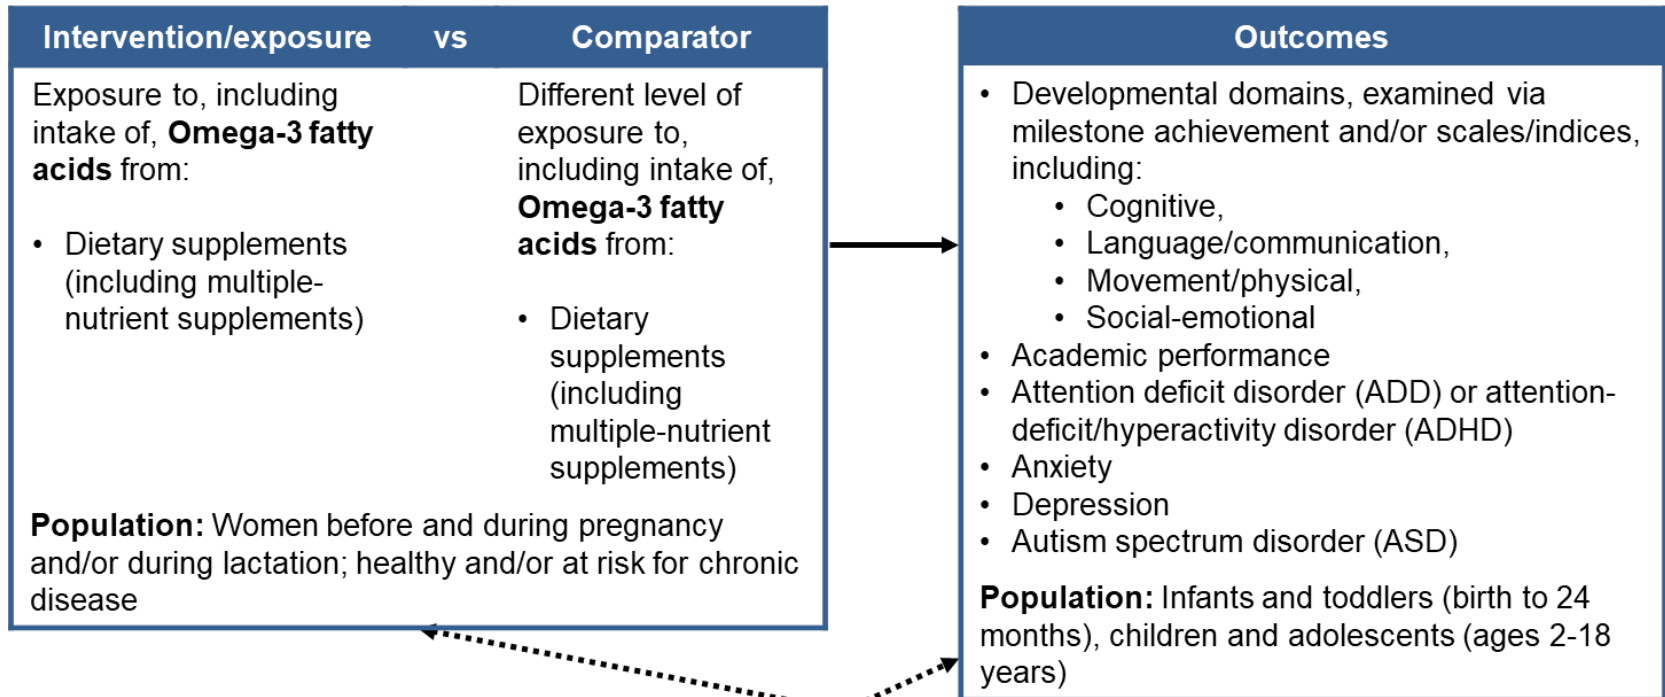 Intervention/exposure vs Comparator
Exposure to, including
intake of, Omega-3 fatty
acids from:
• Dietary supplements
(including multiple-
nutrient supplements)
Different level of
exposure to,
including intake of,
Omega-3 fatty
acids from:
• Dietary
supplements
(including
multiple-nutrient
supplements)
Population: Women before and during pregnancy
and/or during lactation; healthy and/or at risk for chronic
disease
Outcomes
• Developmental domains, examined via
milestone achievement and/or scales/indices,
including:
• Cognitive,
• Language/communication,
• Movement/physical,
• Social-emotional
• Academic performance
• Attention deficit disorder (ADD) or attention-
deficit/hyperactivity disorder (ADHD)
• Anxiety
• Depression
• Autism spectrum disorder (ASD)
Population: Infants and toddlers (birth to 24
months), children and adolescents (ages 2-18
years)